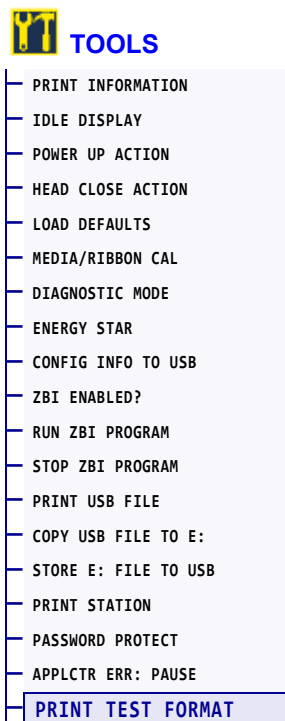 TOOLS
PRINT INFORMATION
IDLE DISPLAY
POWER UP ACTION
HEAD CLOSE ACTION
LOAD DEFAULTS
MEDIA/RIBBON CAL
DIAGNOSTIC MODE
ENERGY STAR
CONFIG INFO TO USB
ZBI ENABLED?
RUN ZBI PROGRAM
STOP ZBI PROGRAM
PRINT USB FILE
COPY USB FILE TO E:
STORE E: FILE TO USB
PRINT STATION
PASSWORD PROTECT
APPLCTR ERR: PAUSE
PRINT TEST FORMAT